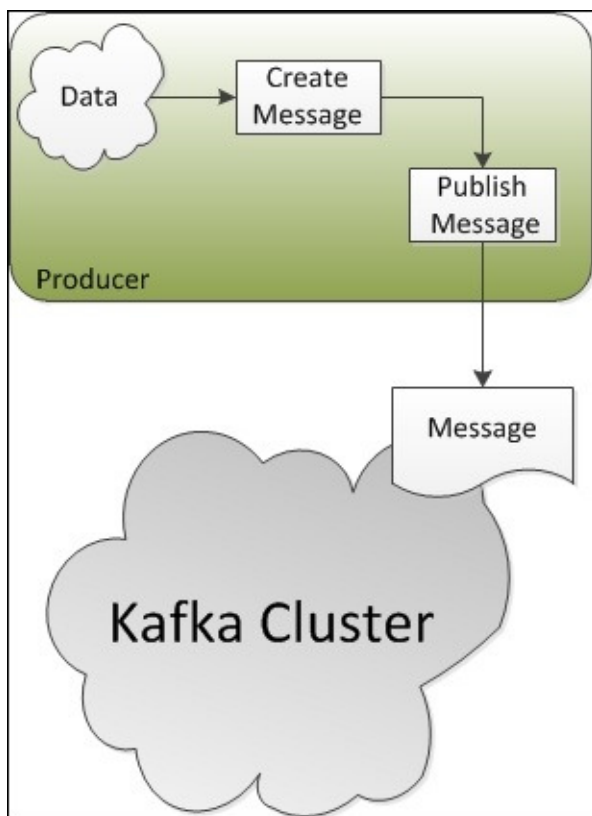 Data
Create
Message
Publish
Message
Producer
Message
Kafka Cluster